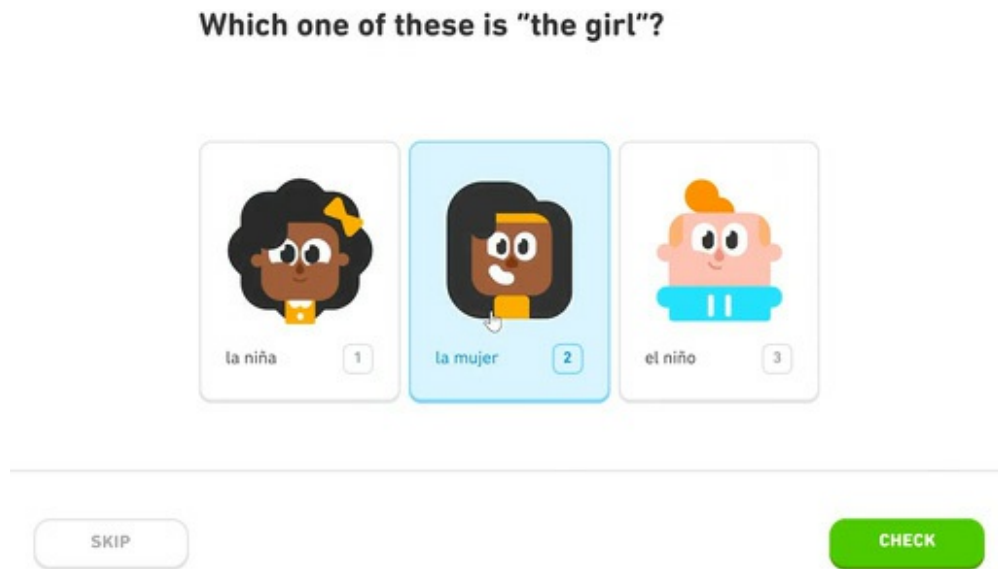 Which one of these is "the girl"?
la niña 1 la mujer 2 el niño 3
SKIP CHECK